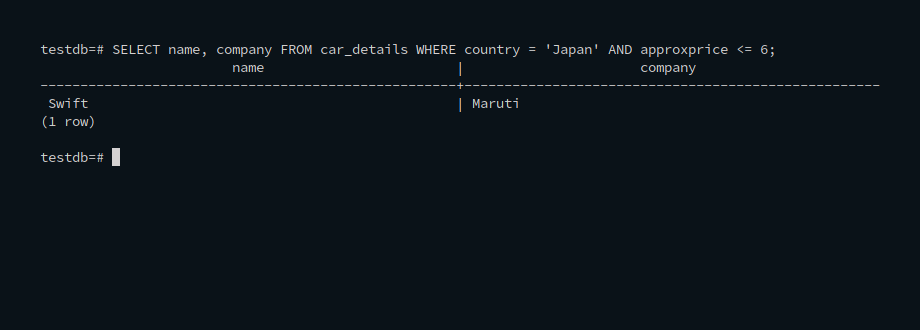 testdb=# SELECT name, company FROM car_details WHERE country = 'Japan' AND approxprice <= 6;
                        name                        |                      company
----------------------------------------------------+----------------------------------------------------
 Swift                                              | Maruti
(1 row)
testdb=#